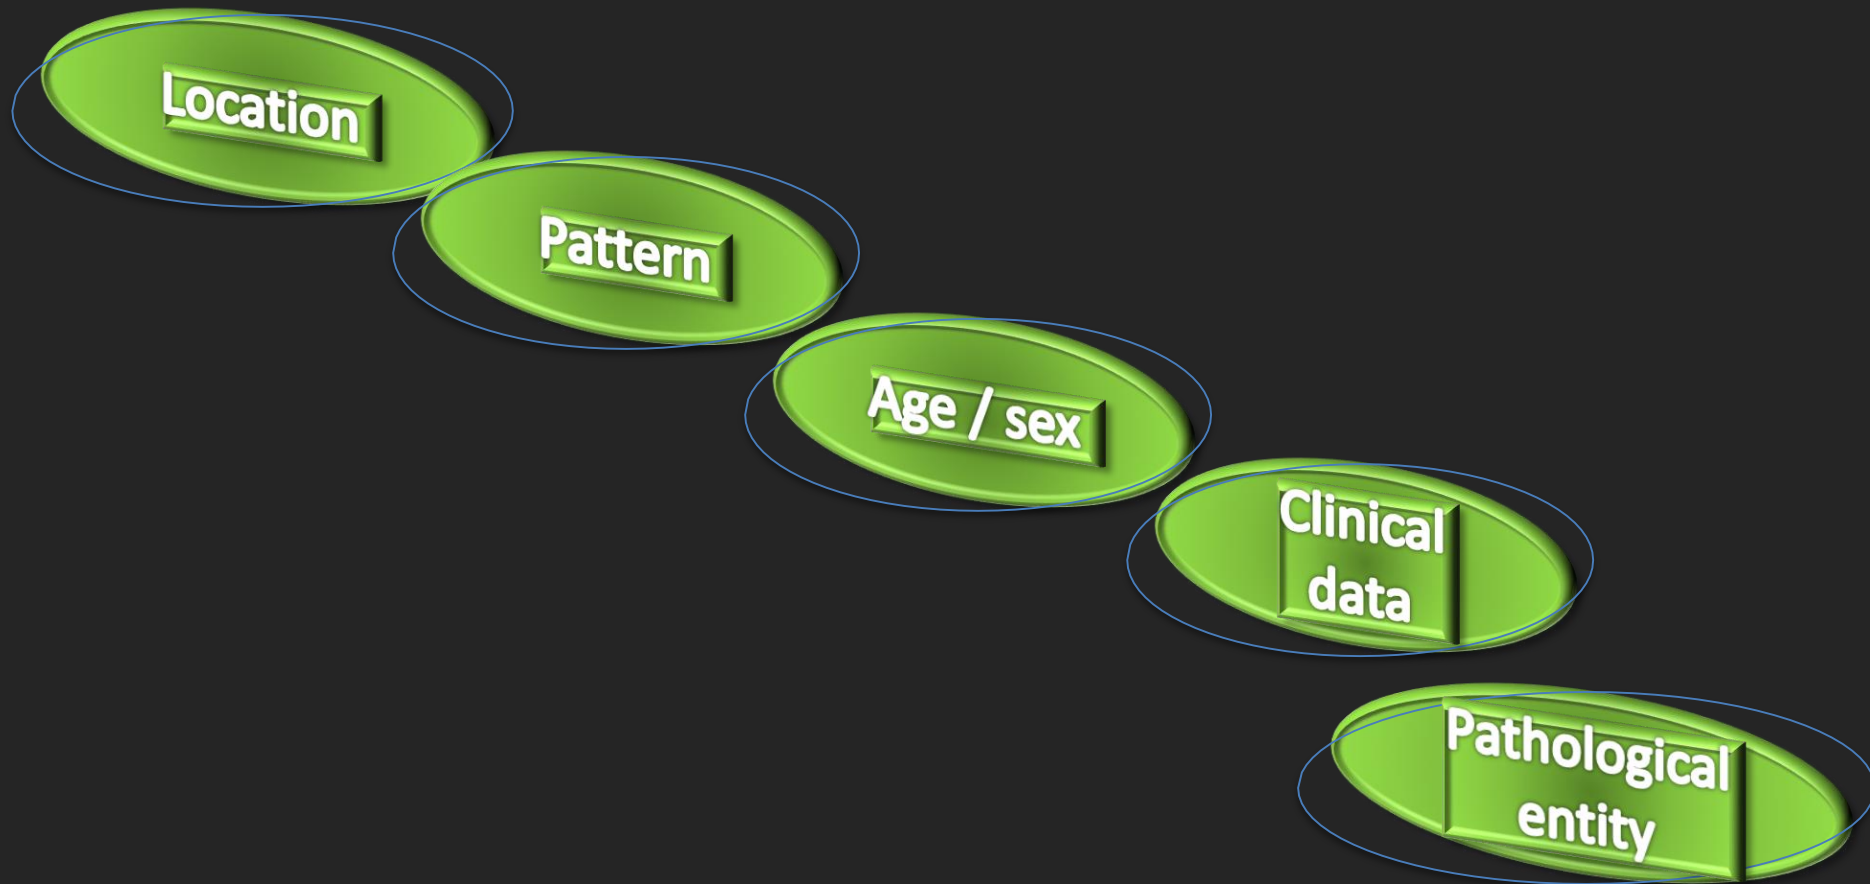 Location
Pattern
Age / sex
Clinical
data
Pathological
entity